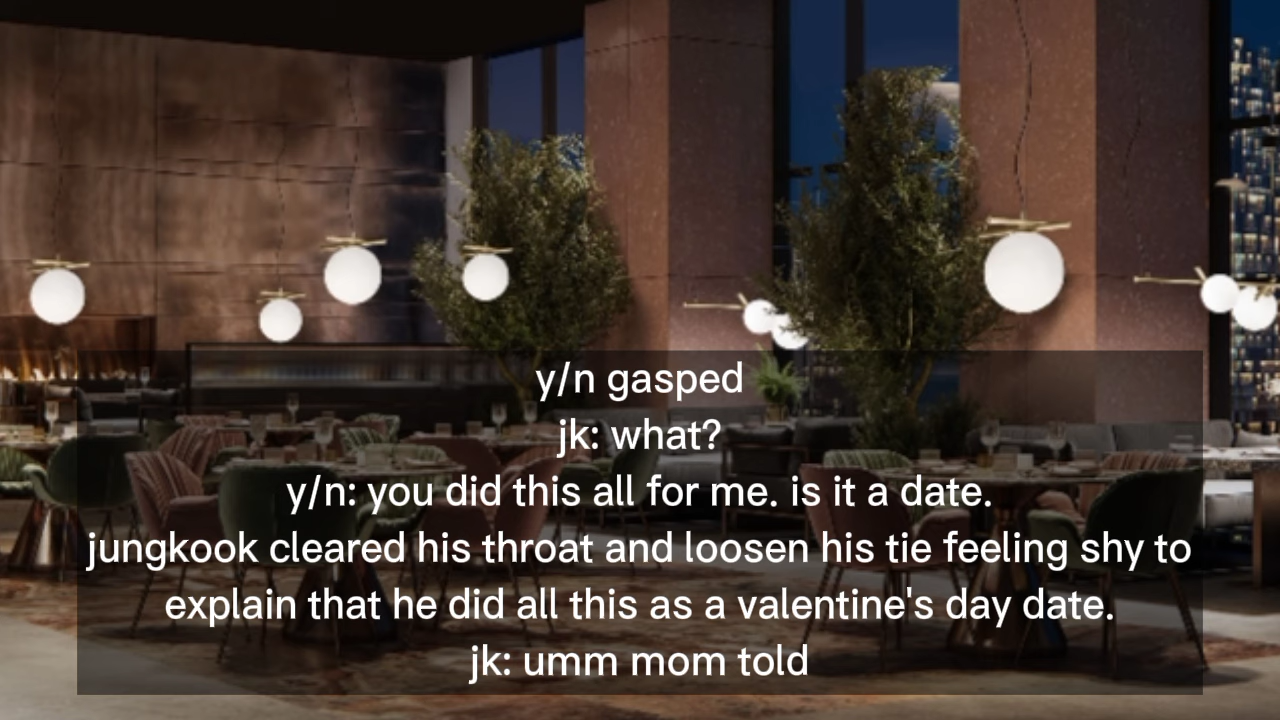 y/n gasped
jk: what?
y/n: you did this all for me. is it a date.
jungkook cleared his throat and loosen his tie feeling shy to
explain that he did all this as a valentine's day date.
jk: umm mom told